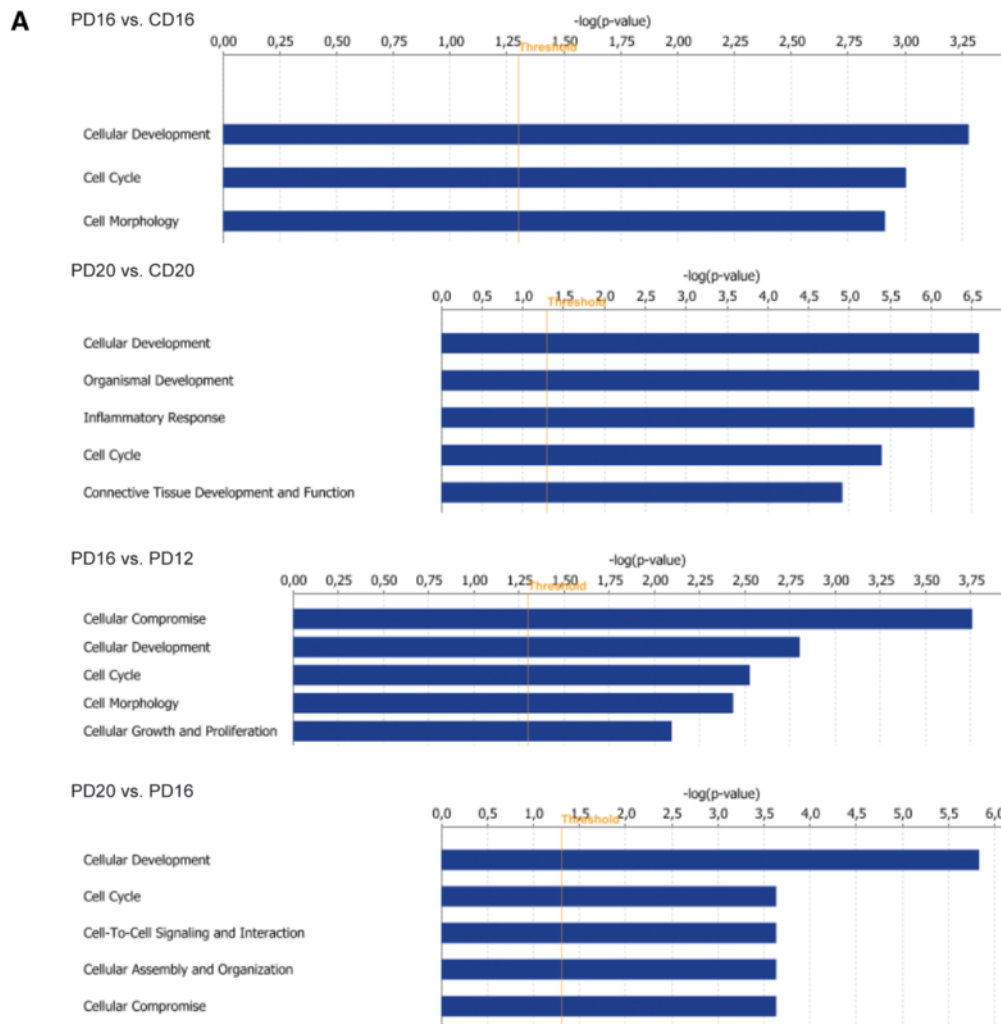 A
PD16 vs. CD16
-log(p-value)
0,00 0,25 0,50 0,75 1,00 1,25 1,50 1,75 2,00 2,25 2,50 2,75 3,00 3,25
Threshold
Cellular Development
Cell Cycle
Cell Morphology
PD20 vs. CD20
-log(p-value)
0,0 0,5 1,0 1,5 2,0 2,5 3,0 3,5 4,0 4,5 5,0 5,5 6,0 6,5
Threshold
Cellular Development
Organismal Development
Inflammatory Response
Cell Cycle
Connective Tissue Development and Function
PD16 vs. PD12
-log(p-value)
0,00 0,25 0,50 0,75 1,00 1,25 1,50 1,75 2,00 2,25 2,50 2,75 3,00 3,25 3,50 3,75
Threshold
Cellular Compromise
Cellular Development
Cell Cycle
Cell Morphology
Cellular Growth and Proliferation
PD20 vs. PD16
-log(p-value)
0,0 0,5 1,0 1,5 2,0 2,5 3,0 3,5 4,0 4,5 5,0 5,5 6,0
Threshold
Cellular Development
Cell Cycle
Cell-To-Cell Signaling and Interaction
Cellular Assembly and Organization
Cellular Compromise